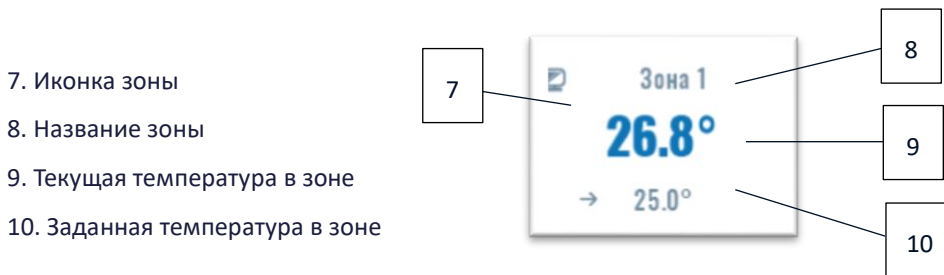 7. Иконка зоны
8. Название зоны
9. Текущая температура в зоне
10. Заданная температура в зоне
7
Зона 1
26.8°
→ 25.0°
8
9
10